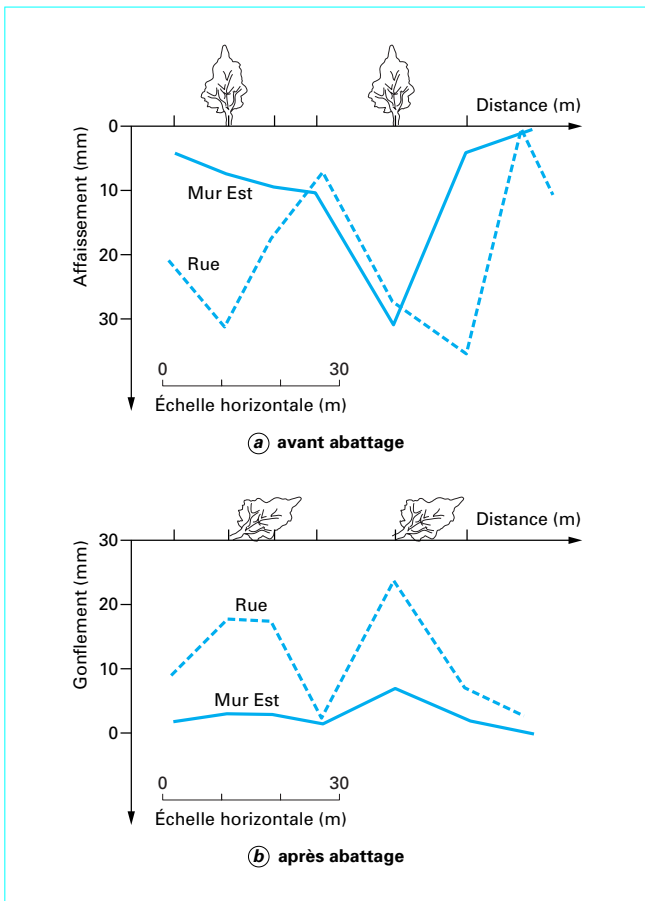 Distance (m)
0
Affaissement (mm)
10
Mur Est
20
Rue
30
0 30
Échelle horizontale (m)
a avant abattage
30
Distance (m)
Gonflement (mm)
20
Rue
10
Mur Est
0
0 30
Échelle horizontale (m)
b après abattage